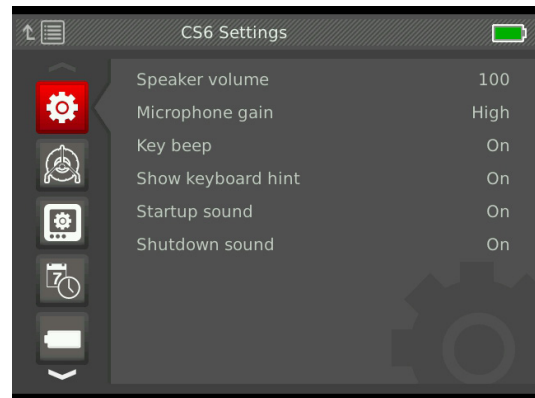 CS6 Settings
Speaker volume 100
Microphone gain High
Key beep On
Show keyboard hint On
Startup sound On
Shutdown sound On
7